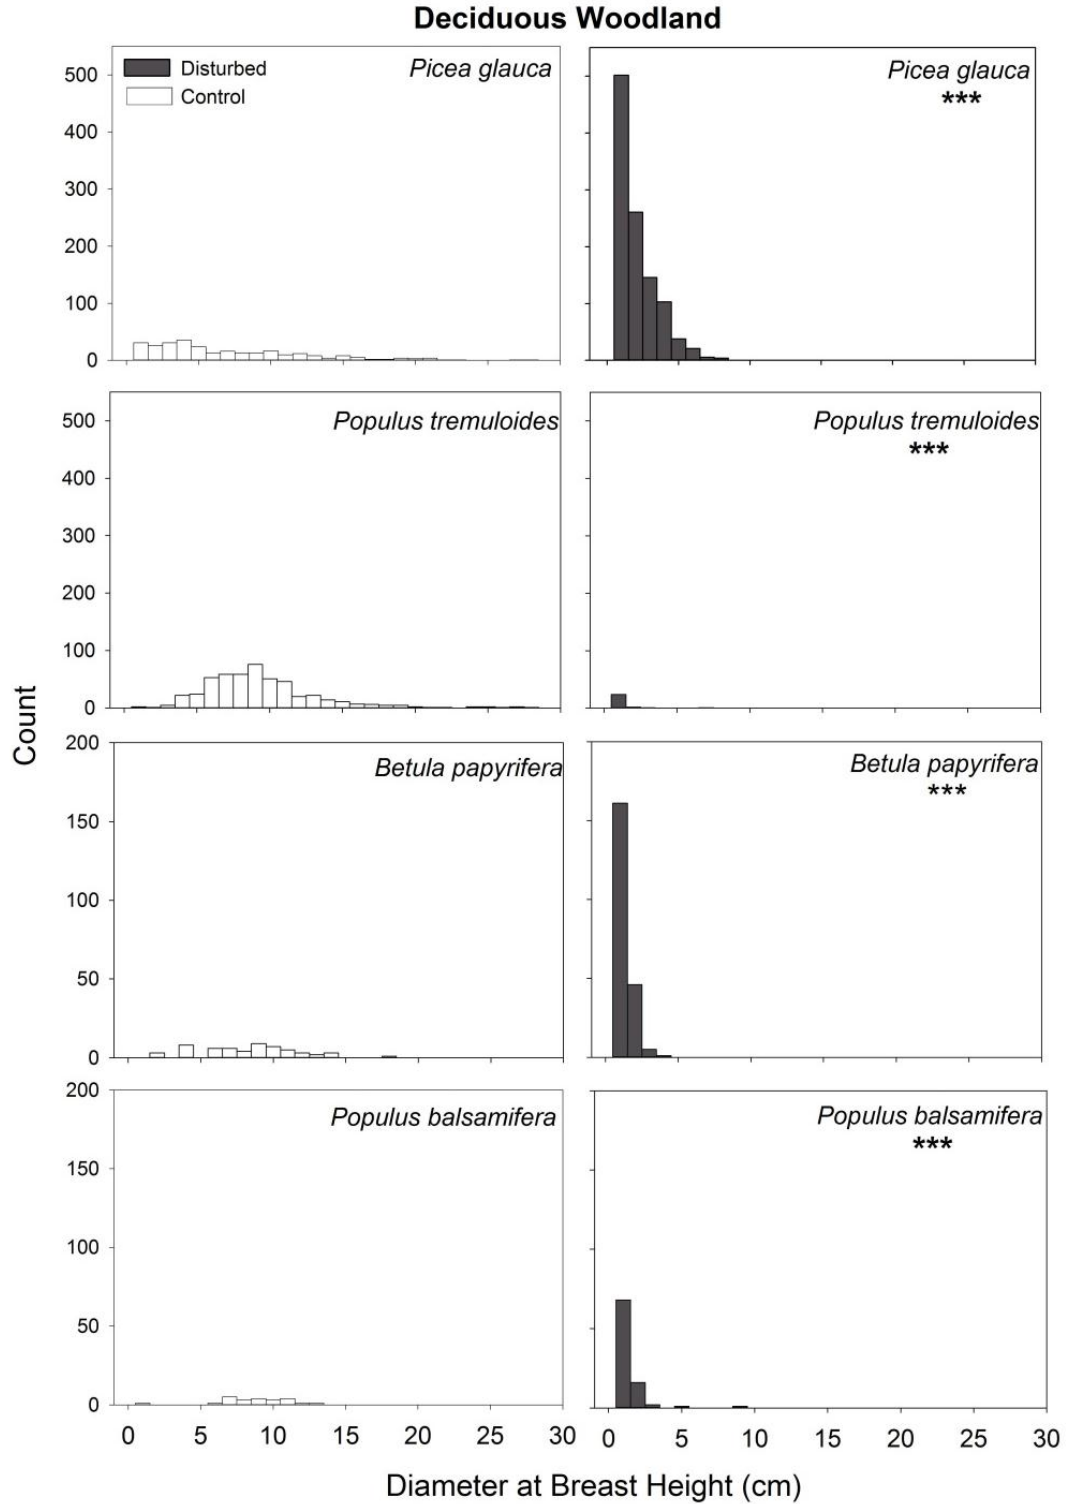 Deciduous Woodland
Disturbed
Control
Picea glauca
500
400
300
200
100
0
Picea glauca
***
Populus tremuloides
500
400
300
200
100
0
Populus tremuloides
***
Count
Betula papyrifera
200
150
100
50
0
Betula papyrifera
***
Populus balsamifera
200
150
100
50
0
Populus balsamifera
***
0 5 10 15 20 25 30
0 5 10 15 20 25 30
Diameter at Breast Height (cm)